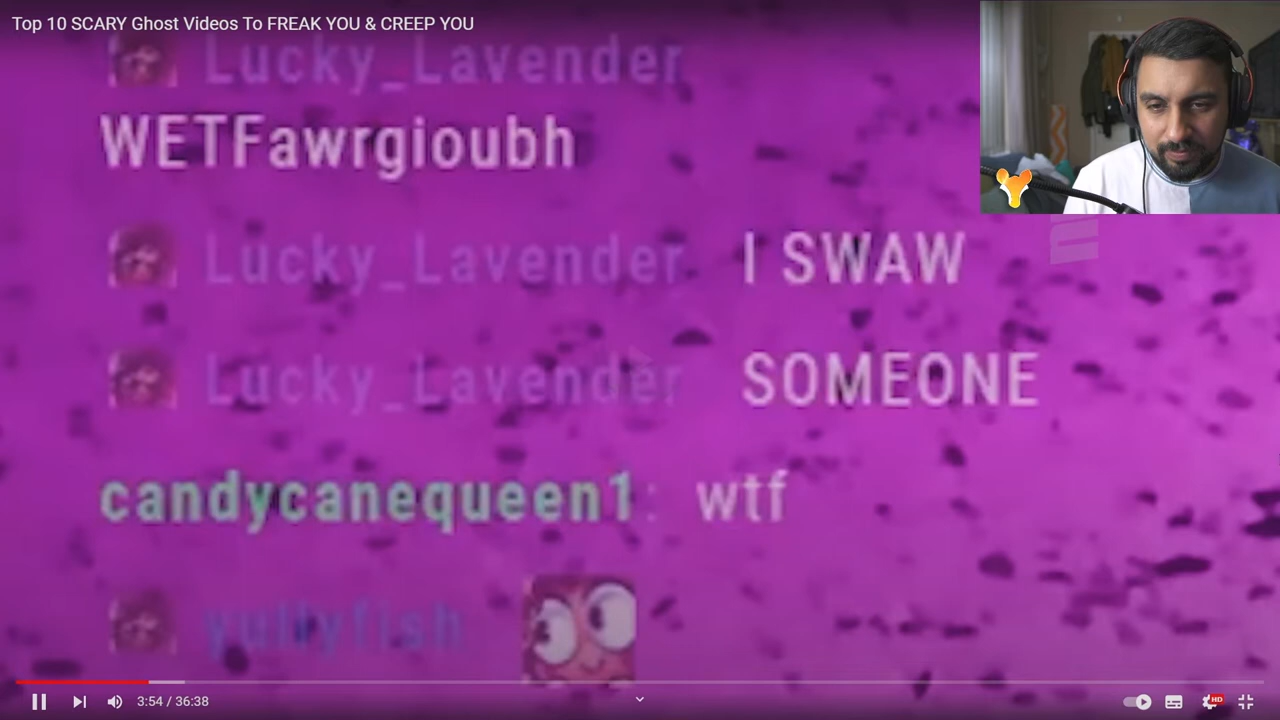 Top 10 SCARY Ghost Videos To FREAK YOU & CREEP YOU
Lucky_Lavender
WETFawrgioubh
Lucky_Lavender I SWAW
Lucky_Lavender SOMEONE
candycanequeen1: wtf
3:54 / 36:38
HD